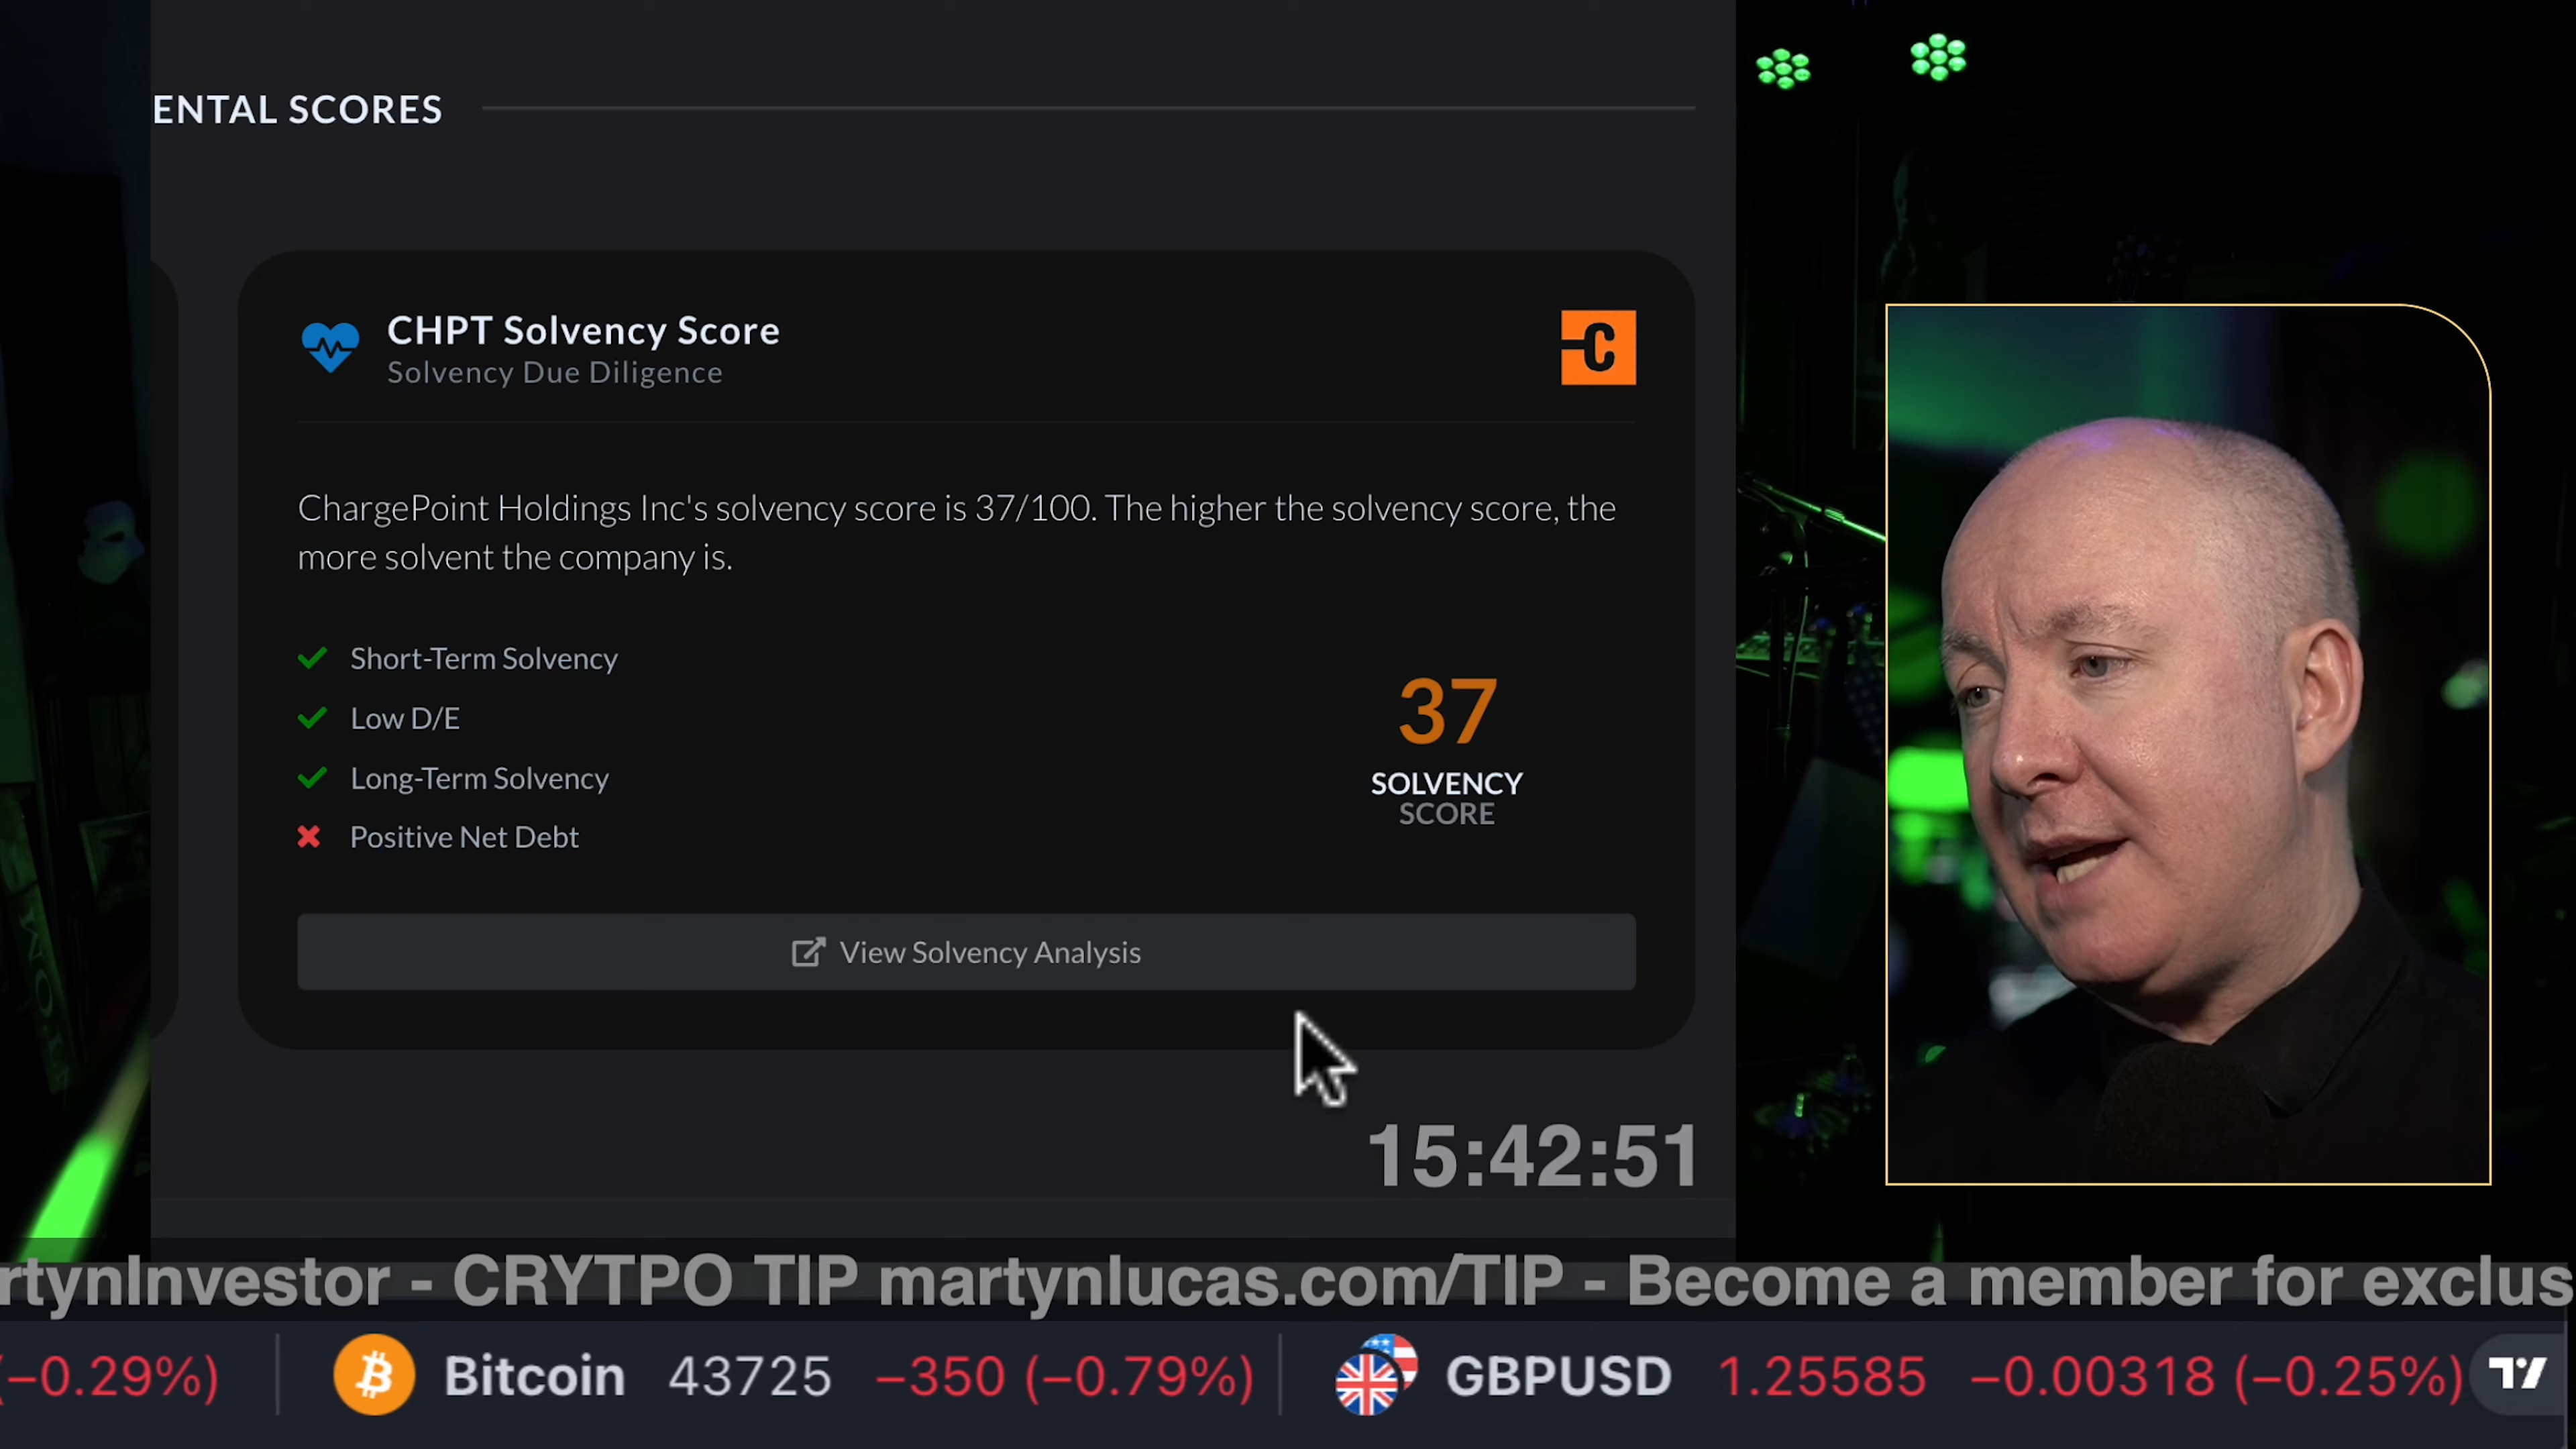 ENTAL SCORES
CHPT Solvency Score
Solvency Due Diligence
ChargePoint Holdings Inc's solvency score is 37/100. The higher the solvency score, the
more solvent the company is.
Short-Term Solvency
Low D/E
Long-Term Solvency
Positive Net Debt
37
SOLVENCY
SCORE
View Solvency Analysis
15:42:51
rtynInvestor - CRYTPO TIP martynlucas.com/TIP - Become a member for exclus
(−0.29%) Bitcoin 43725 −350 (−0.79%) GBPUSD 1.25585 −0.00318 (−0.25%)